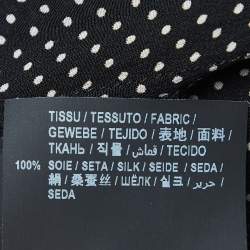 TISSU / TESSUTO / FABRIC /
GEWEBE / TEJIDO / 表地 / 面料 /
ТКАНЬ / 직물 / قماش / TECIDO
100% SOIE / SETA / SILK / SEIDE / SEDA /
絹 / 桑蚕丝 / ШЁЛК / 실크 / حرير /
SEDA